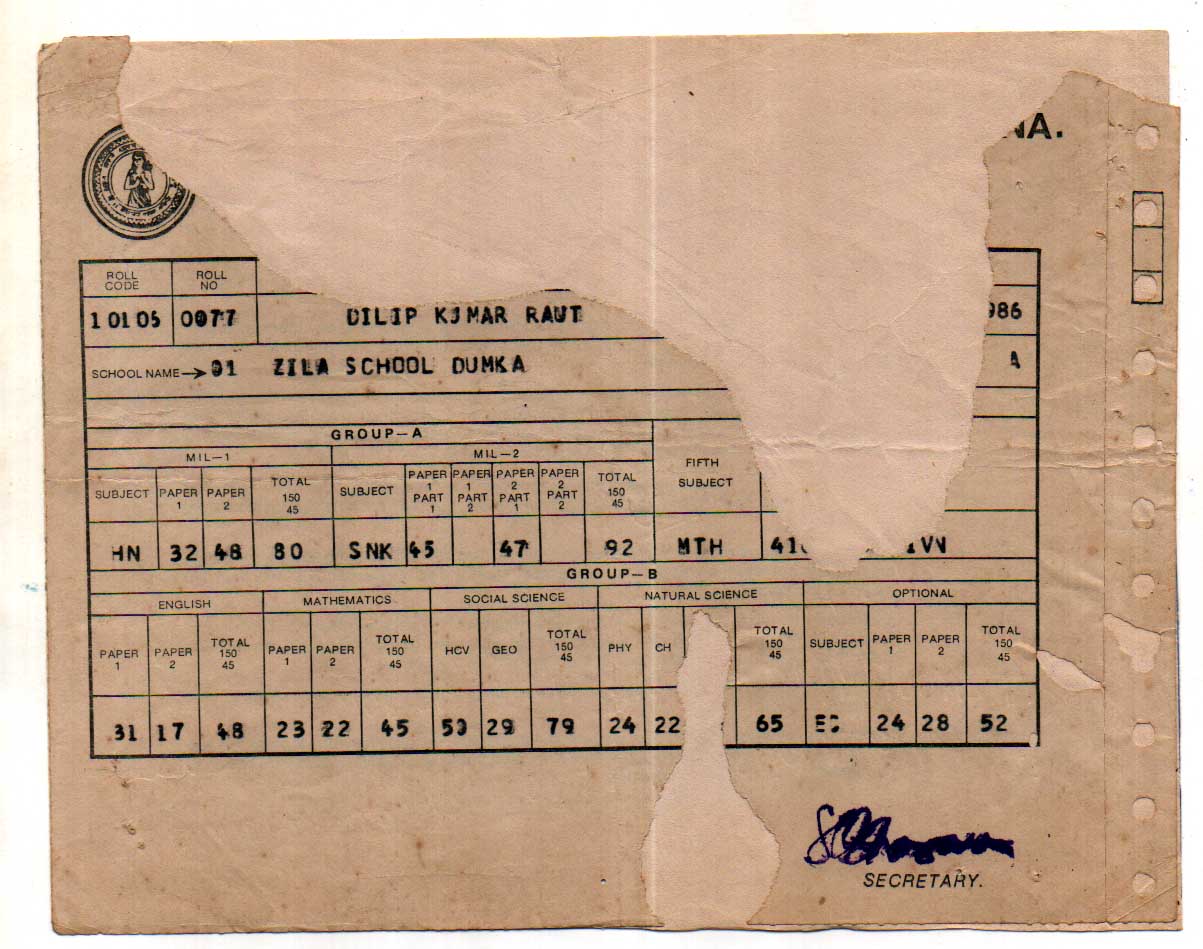 NA.
ROLL CODE ROLL NO
10105 0077 DILIP KUMAR RAUT 986
SCHOOL NAME→ 01 ZILA SCHOOL DUMKA A
GROUP—A
MIL—1 MIL—2 FIFTH SUBJECT
SUBJECT PAPER 1 PAPER 2 TOTAL 150 45 SUBJECT PAPER 1 PART 1 PAPER 1 PART 2 PAPER 2 PART 1 PAPER 2 PART 2 TOTAL 150 45
HN 32 48 80 SNK 45 47 92 MTH 41
GROUP—B
ENGLISH MATHEMATICS SOCIAL SCIENCE NATURAL SCIENCE OPTIONAL
PAPER 1 PAPER 2 TOTAL 150 45 PAPER 1 PAPER 2 TOTAL 150 45 HCV GEO TOTAL 150 45 PHY CH TOTAL 150 45 SUBJECT PAPER 1 PAPER 2 TOTAL 150 45
31 17 48 23 22 45 50 29 79 24 22 65 24 28 52
SECRETARY.